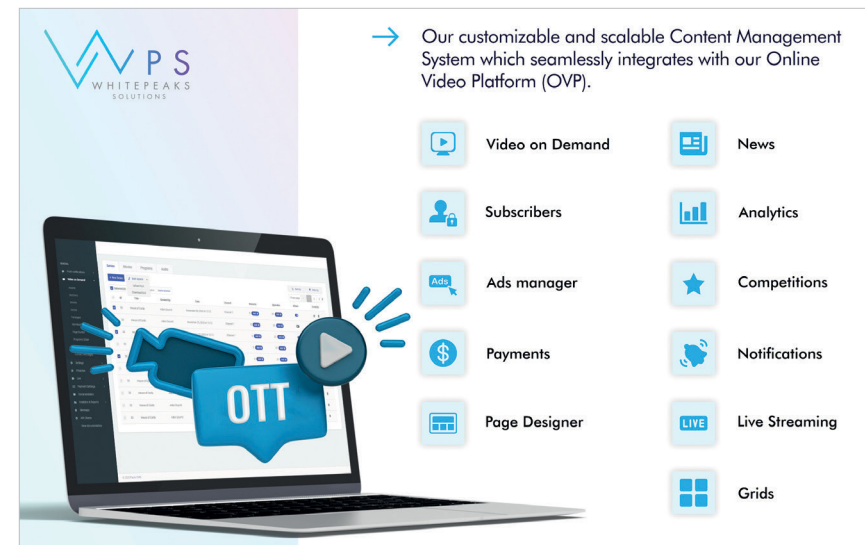 WPS
WHITEPEAKS
SOLUTIONS
Our customizable and scalable Content Management
System which seamlessly integrates with our Online
Video Platform (OVP).
Video on Demand
News
Subscribers
Analytics
Ads
Ads manager
Competitions
Payments
Notifications
Page Designer
LIVE
Live Streaming
Grids
OTT